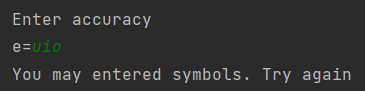 Enter accuracy
e=uio
You may entered symbols. Try again